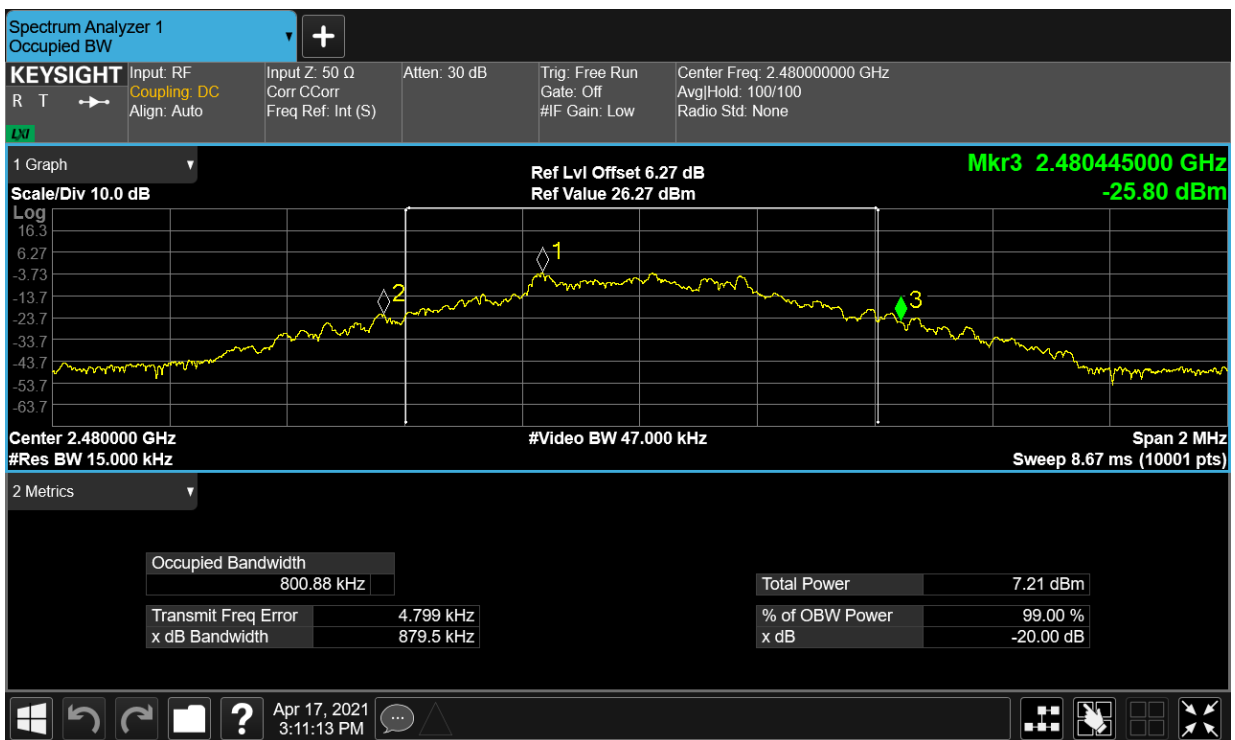 Spectrum Analyzer 1
Occupied BW
KEYSIGHT
R T
LXI
Input: RF
Coupling: DC
Align: Auto
Input Z: 50 Ω
Corr CCorr
Freq Ref: Int (S)
Atten: 30 dB
Trig: Free Run
Gate: Off
#IF Gain: Low
Center Freq: 2.480000000 GHz
Avg|Hold: 100/100
Radio Std: None
1 Graph
Scale/Div 10.0 dB
Ref Lvl Offset 6.27 dB
Ref Value 26.27 dBm
Mkr3 2.480445000 GHz
-25.80 dBm
Log
16.3
6.27
-3.73
-13.7
-23.7
-33.7
-43.7
-53.7
-63.7
1
2
3
Center 2.480000 GHz
#Video BW 47.000 kHz
Span 2 MHz
#Res BW 15.000 kHz
Sweep 8.67 ms (10001 pts)
2 Metrics
Occupied Bandwidth
800.88 kHz
Total Power 7.21 dBm
Transmit Freq Error 4.799 kHz
% of OBW Power 99.00 %
x dB Bandwidth 879.5 kHz
x dB -20.00 dB
?
Apr 17, 2021
3:11:13 PM